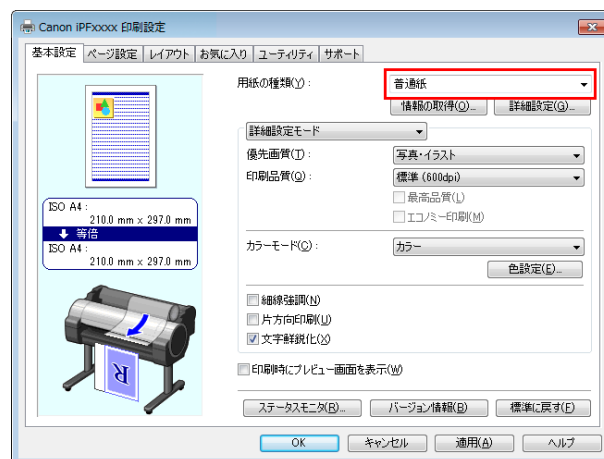 Canon iPFxxxx 印刷設定
基本設定 ページ設定 レイアウト お気に入り ユーティリティ サポート
用紙の種類(Y): 普通紙
情報の取得(O)... 詳細設定(G)...
詳細設定モード
優先画質(T): 写真・イラスト
印刷品質(Q): 標準 (600dpi)
最高品質(L)
エコノミー印刷(M)
ISO A4 :
210.0 mm x 297.0 mm
等倍
ISO A4 :
210.0 mm x 297.0 mm
カラーモード(C): カラー
色設定(E)...
細線強調(N)
片方向印刷(U)
文字鮮鋭化(X)
印刷時にプレビュー画面を表示(W)
R
ステータスモニタ(R)... バージョン情報(B) 標準に戻す(F)
OK キャンセル 適用(A) ヘルプ